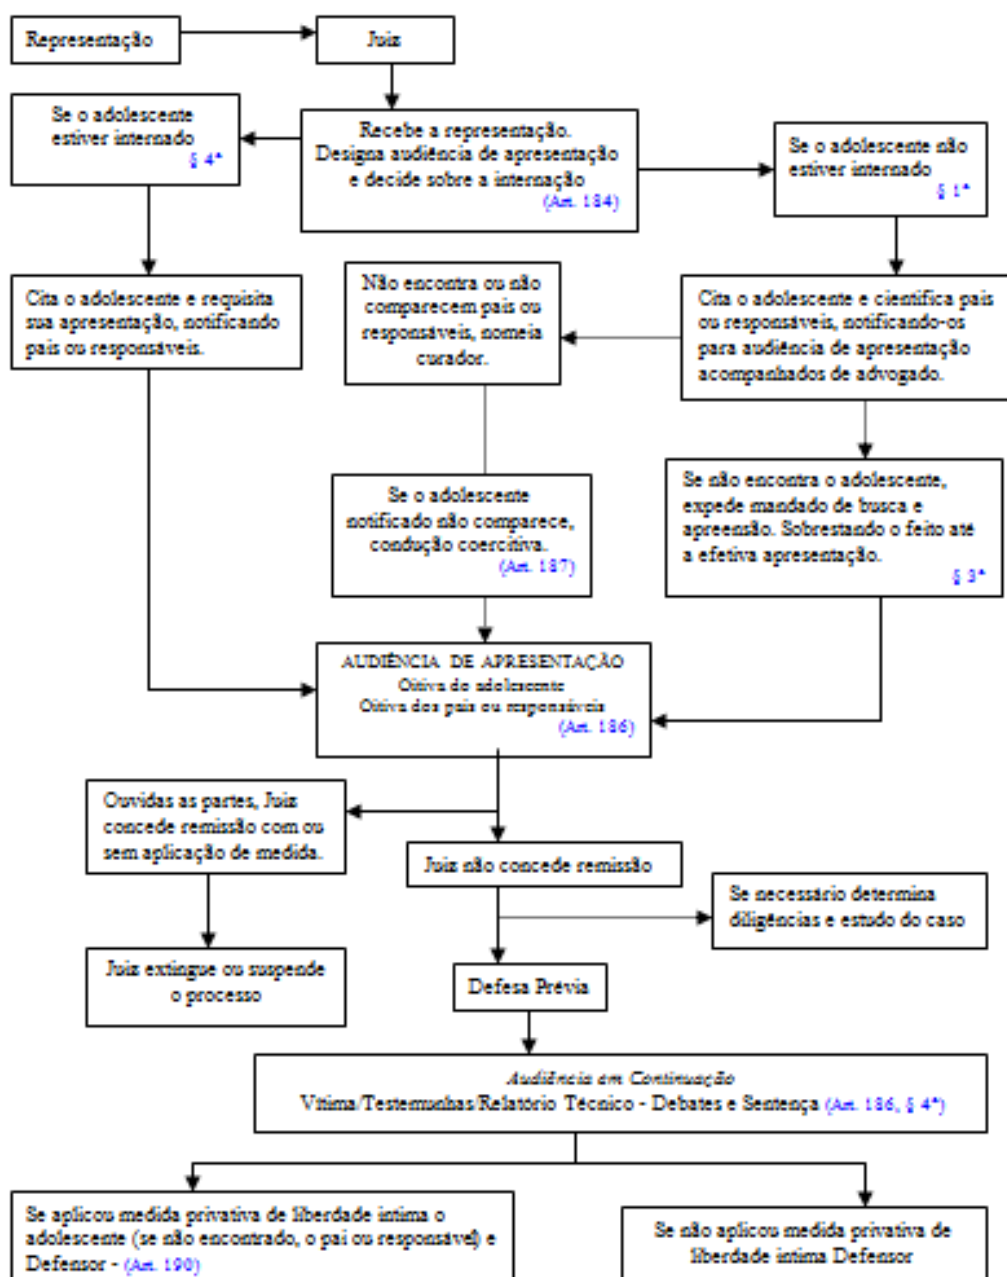 Representação
Juiz
Se o adolescente
estiver internado
§ 4º
Recebe a representação.
Designa audiência de apresentação
e decide sobre a internação
(Art. 184)
Se o adolescente não
estiver internado
§ 1º
Cita o adolescente e requisita
sua apresentação, notificando
pais ou responsáveis.
Não encontra ou não
comparecem pais ou
responsáveis, nomeia
curador.
Cita o adolescente e cientifica pais
ou responsáveis, notificando-os
para audiência de apresentação
acompanhados de advogado.
Se o adolescente
notificado não comparece,
condução coercitiva.
(Art. 187)
Se não encontra o adolescente,
expede mandado de busca e
apreensão. Sobrestando o feito até
a efetiva apresentação.
§ 3º
AUDIÊNCIA DE APRESENTAÇÃO
Oitiva do adolescente
Oitiva dos pais ou responsáveis
(Art. 186)
Ouvidas as partes, Juiz
concede remissão com ou
sem aplicação de medida.
Juiz não concede remissão
Se necessário determina
diligências e estudo do caso
Juiz extingue ou suspende
o processo
Defesa Prévia
Audiência em Continuação
Vítima/Testemunhas/Relatório Técnico - Debates e Sentença (Art. 186, § 4º)
Se aplicou medida privativa de liberdade intima o
adolescente (se não encontrado, o pai ou responsável) e
Defensor - (Art. 190)
Se não aplicou medida privativa de
liberdade intima Defensor